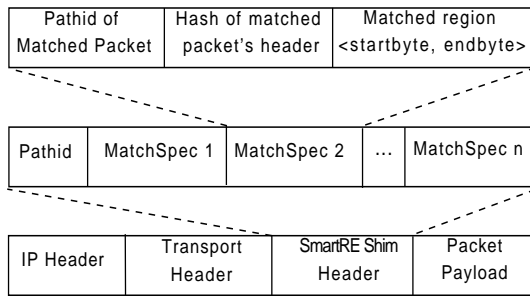 Pathid of
Matched Packet
Hash of matched
packet's header
Matched region
<startbyte, endbyte>
Pathid
MatchSpec 1
MatchSpec 2
...
MatchSpec n
IP Header
Transport
Header
SmartRE Shim
Header
Packet
Payload